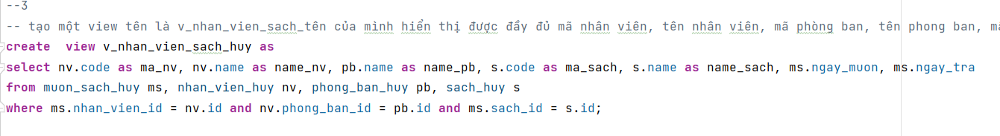 --3
-- tạo một view tên là v_nhan_vien_sach_tên của mình hiển thị được đầy đủ mã nhân viên, tên nhân viên, mã phòng ban, tên phong ban,
create  view v_nhan_vien_sach_huy as
select nv.code as ma_nv, nv.name as name_nv, pb.name as name_pb, s.code as ma_sach, s.name as name_sach, ms.ngay_muon, ms.ngay_tra
from muon_sach_huy ms, nhan_vien_huy nv, phong_ban_huy pb, sach_huy s
where ms.nhan_vien_id = nv.id and nv.phong_ban_id = pb.id and ms.sach_id = s.id;